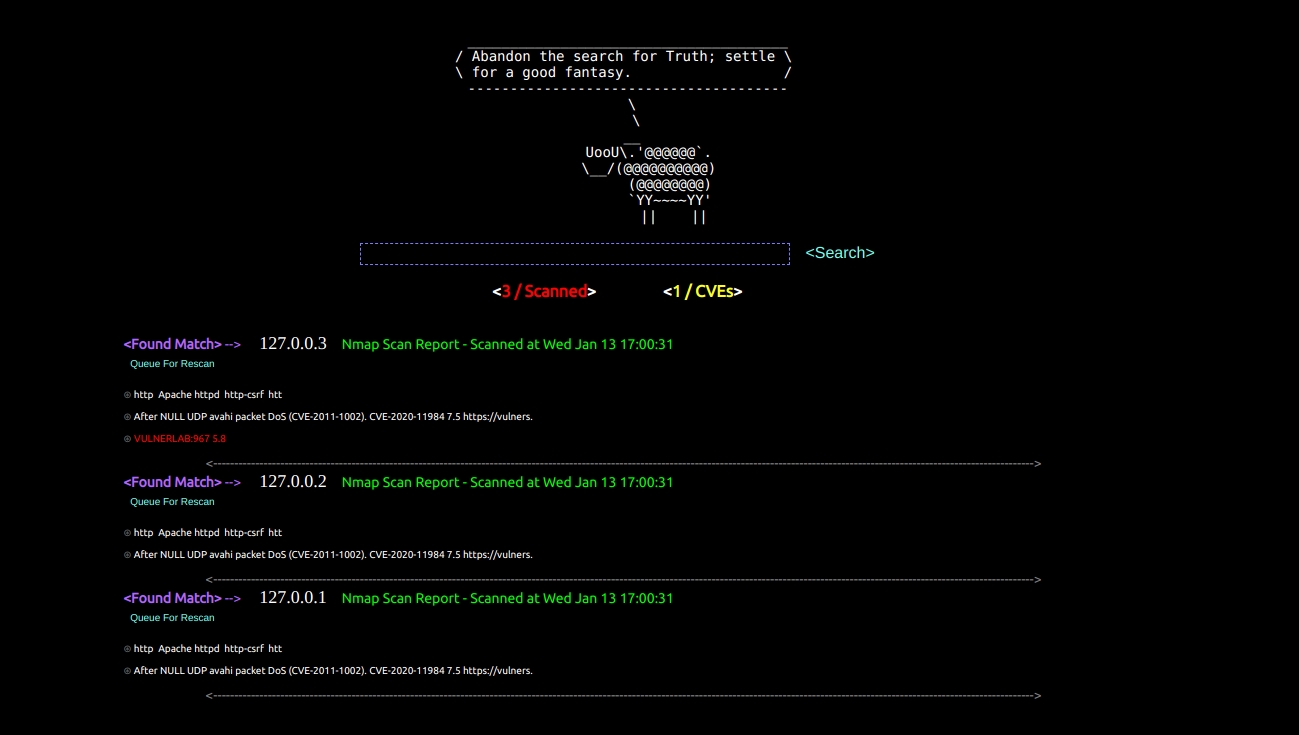 ______________________________________
/ Abandon the search for Truth; settle \
\ for a good fantasy.                  /
 --------------------------------------
\
\
__
UooU\.'@@@@@@`.
\__/(@@@@@@@@@@)
(@@@@@@@@)
`YY~~~~YY'
||    ||
<Search>
<3 / Scanned> <1 / CVEs>
<Found Match> --> 127.0.0.3 Nmap Scan Report - Scanned at Wed Jan 13 17:00:31
Queue For Rescan
http Apache httpd http-csrf htt
After NULL UDP avahi packet DoS (CVE-2011-1002). CVE-2020-11984 7.5 https://vulners.
VULNERLAB:967 5.8
<Found Match> --> 127.0.0.2 Nmap Scan Report - Scanned at Wed Jan 13 17:00:31
Queue For Rescan
http Apache httpd http-csrf htt
After NULL UDP avahi packet DoS (CVE-2011-1002). CVE-2020-11984 7.5 https://vulners.
<Found Match> --> 127.0.0.1 Nmap Scan Report - Scanned at Wed Jan 13 17:00:31
Queue For Rescan
http Apache httpd http-csrf htt
After NULL UDP avahi packet DoS (CVE-2011-1002). CVE-2020-11984 7.5 https://vulners.